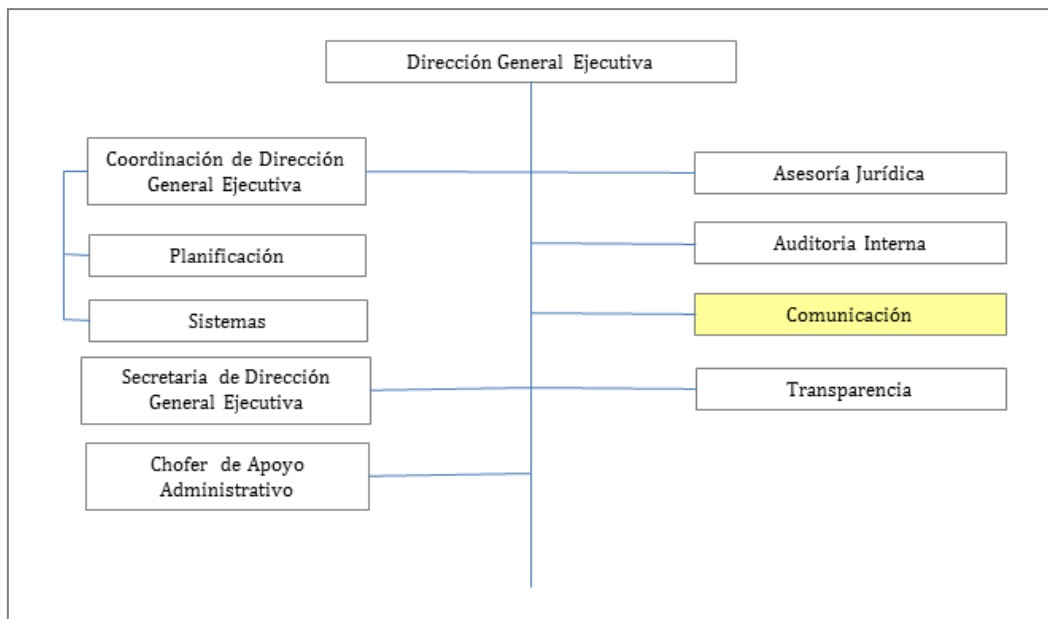 Dirección General Ejecutiva
Coordinación de Dirección
General Ejecutiva
Asesoría Jurídica
Planificación
Auditoria Interna
Sistemas
Comunicación
Secretaria de Dirección
General Ejecutiva
Transparencia
Chofer de Apoyo
Administrativo